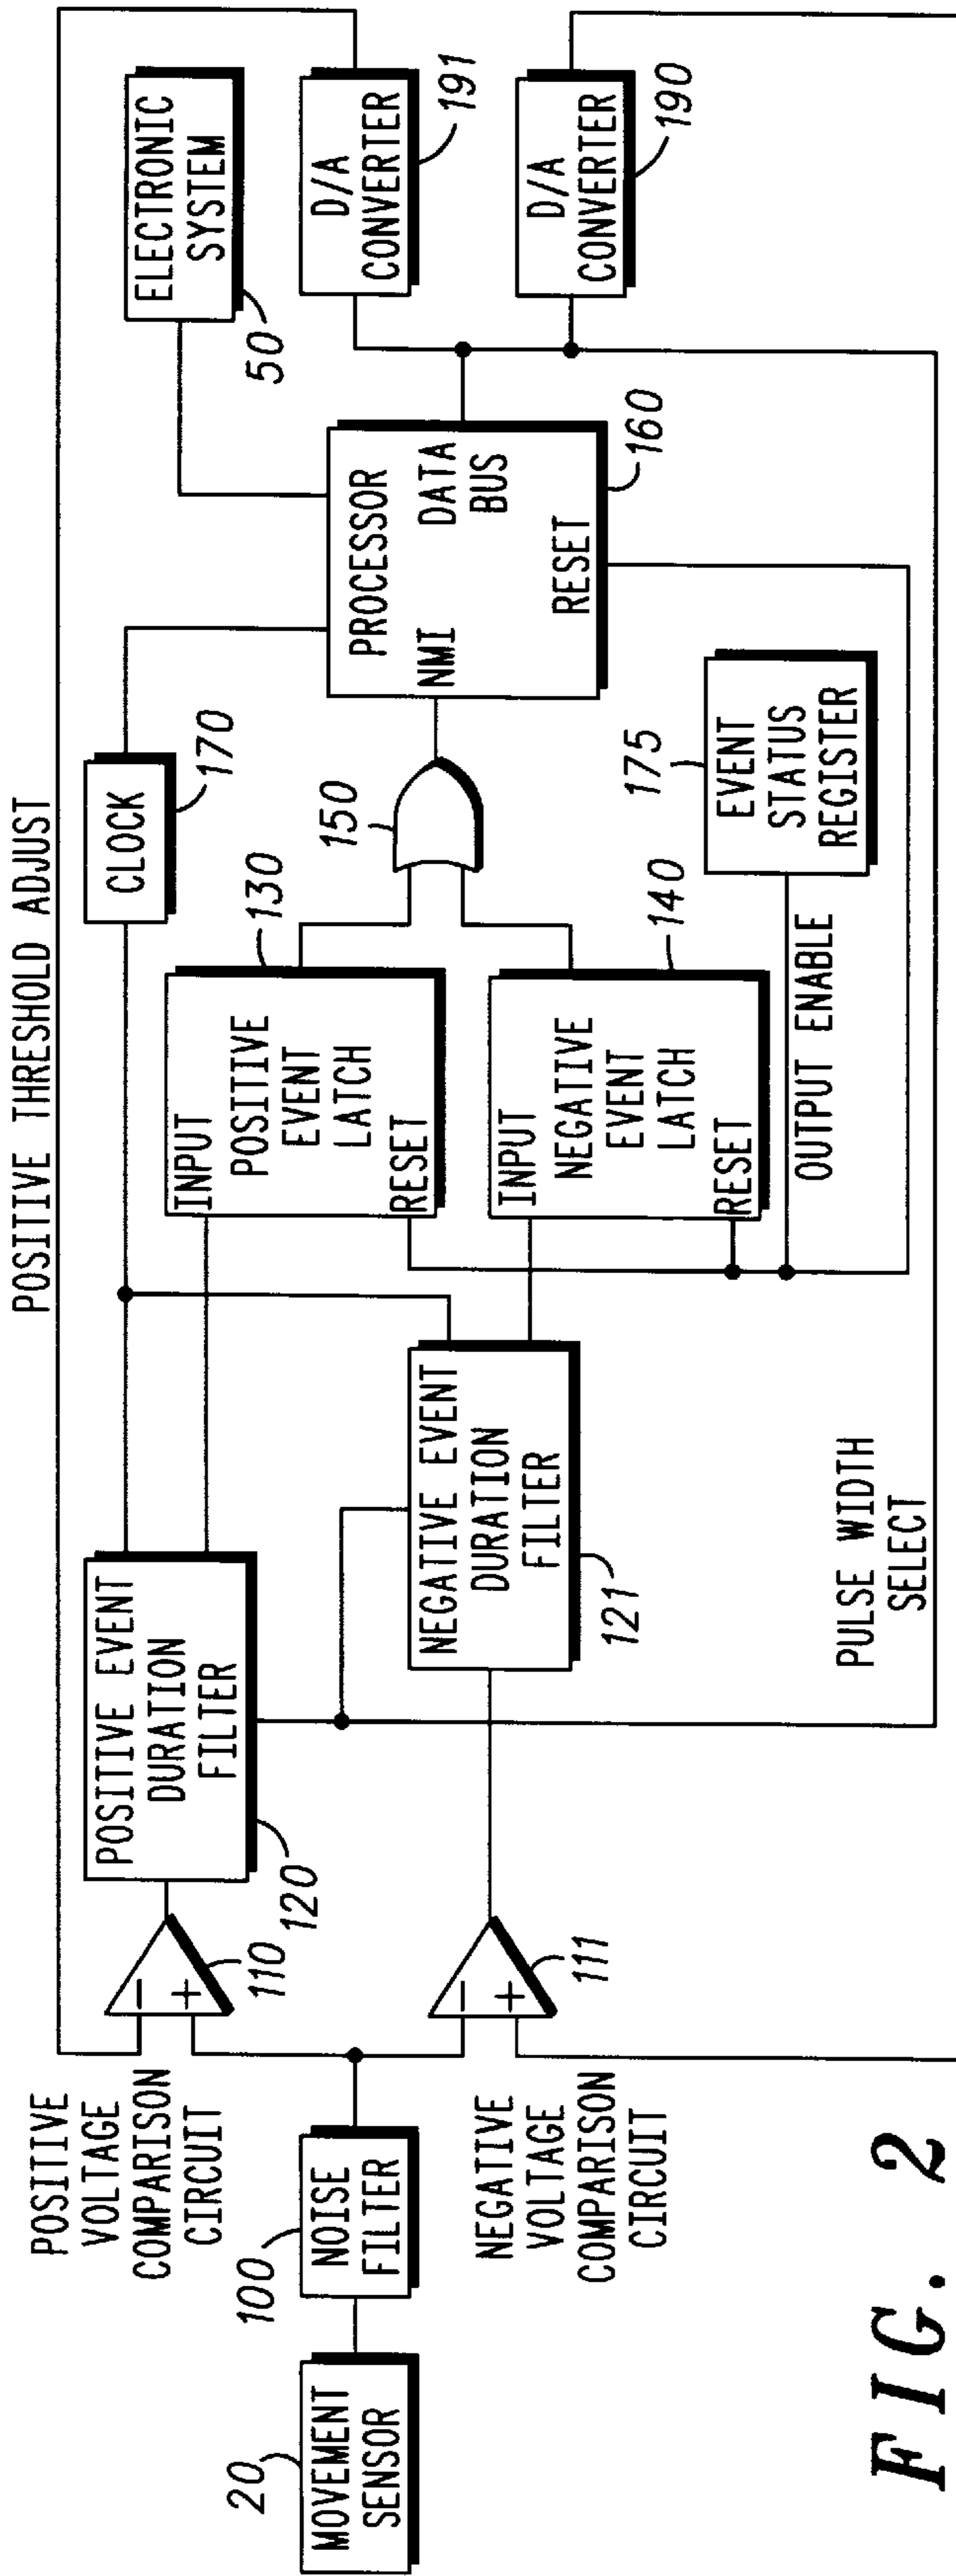 POSITIVE THRESHOLD ADJUST
POSITIVE
VOLTAGE
COMPARISON
CIRCUIT
110
-
+
POSITIVE EVENT
DURATION
FILTER
120
CLOCK
170
ELECTRONIC
SYSTEM
50
20
MOVEMENT
SENSOR
100
NOISE
FILTER
INPUT
POSITIVE
EVENT
LATCH
RESET
130
150
PROCESSOR
NMI
DATA
BUS
RESET
160
D/A
CONVERTER
191
NEGATIVE
VOLTAGE
COMPARISON
CIRCUIT
-
+
111
NEGATIVE EVENT
DURATION
FILTER
121
INPUT
NEGATIVE
EVENT
LATCH
RESET
140
D/A
CONVERTER
190
175
EVENT
STATUS
REGISTER
OUTPUT ENABLE
PULSE WIDTH
SELECT
FIG. 2